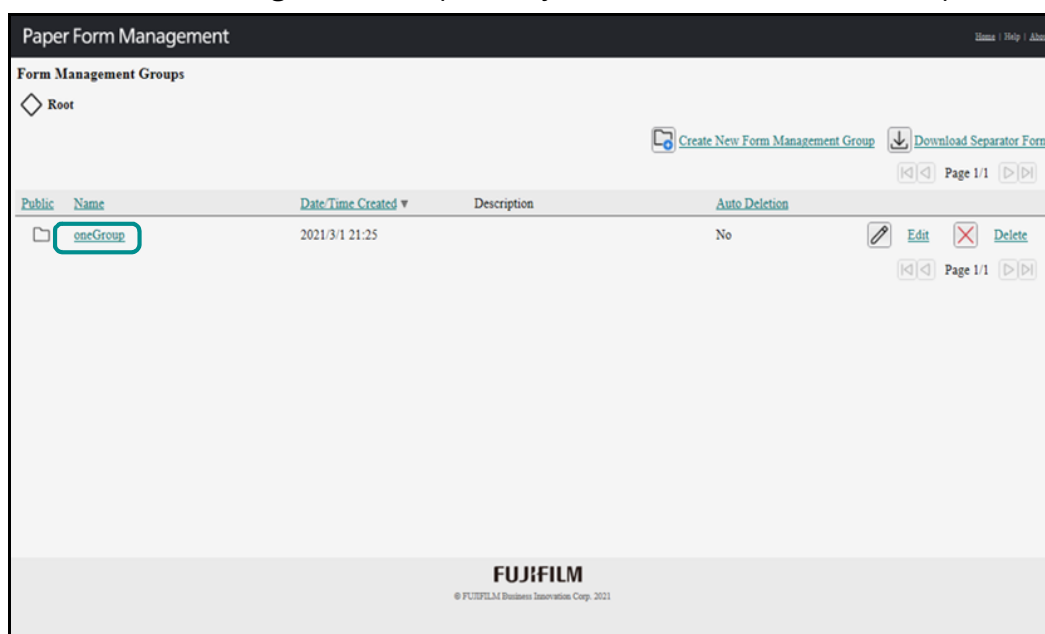 Paper Form Management
Home | Help |
Form Management Groups
Root
Create New Form Management Group Download Separator Form
Page 1/1
Public Name Date/Time Created ▼ Description Auto Deletion
oneGroup 2021/3/1 21:25 No Edit Delete
Page 1/1
FUJIFILM
© FUJIFILM Business Innovation Corp. 2021